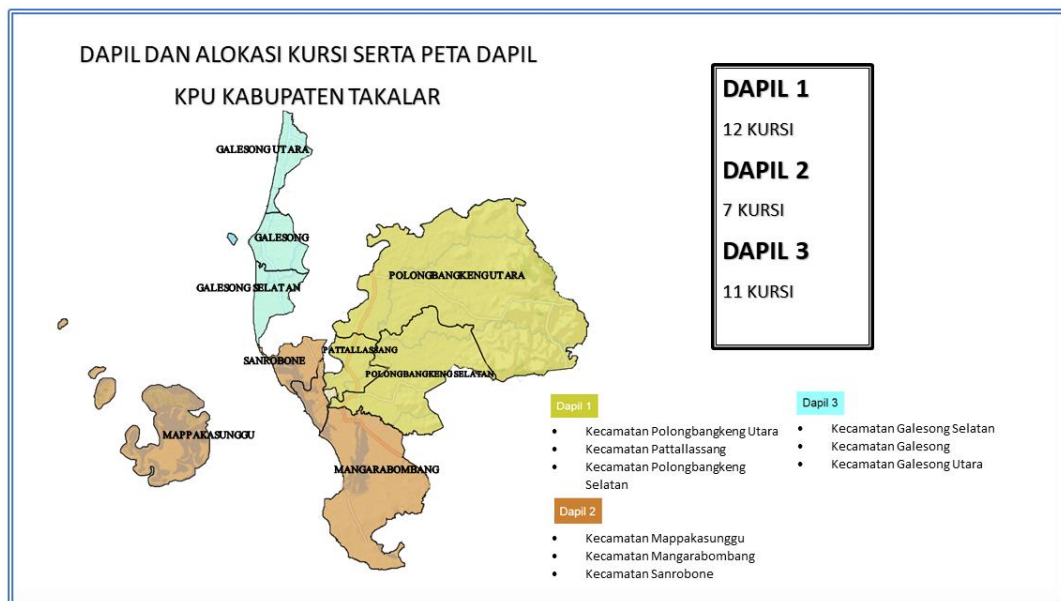 DAPIL DAN ALOKASI KURSI SERTA PETA DAPIL
KPU KABUPATEN TAKALAR
DAPIL 1
12 KURSI
DAPIL 2
7 KURSI
DAPIL 3
11 KURSI
GALESONG UTARA
GALESONG
GALESONG SELATAN
POLONGBANGKENG UTARA
SANROBONE
PATTALLASSANG
POLONGBANGKENG SELATAN
MAPPAKASUNGGU
MANGARABOMBANG
Dapil 1
• Kecamatan Polongbangkeng Utara
• Kecamatan Pattallassang
• Kecamatan Polongbangkeng
Selatan
Dapil 2
• Kecamatan Mappakasunggu
• Kecamatan Mangarabombang
• Kecamatan Sanrobone
Dapil 3
• Kecamatan Galesong Selatan
• Kecamatan Galesong
• Kecamatan Galesong Utara